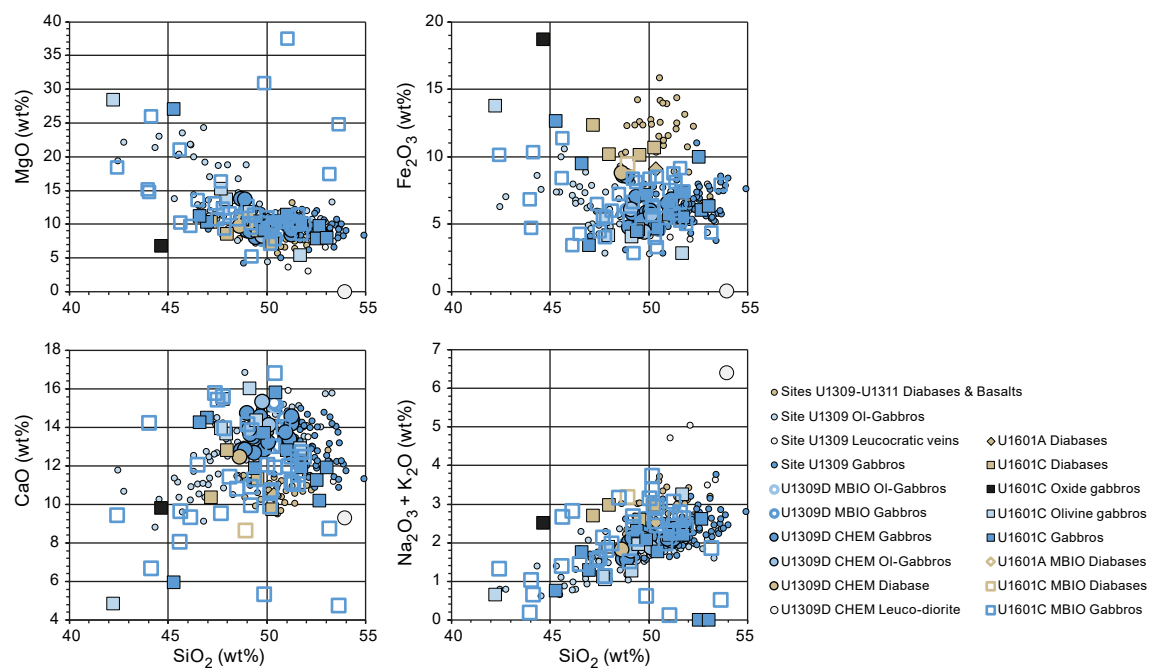 40
35
30
25
20
15
10
5
0
MgO (wt%)
40 45 50 55
20
15
10
5
0
Fe₂O₃ (wt%)
40 45 50 55
18
16
14
12
10
8
6
4
CaO (wt%)
40 45 50 55
SiO₂ (wt%)
7
6
5
4
3
2
1
0
Na₂O₃ + K₂O (wt%)
40 45 50 55
SiO₂ (wt%)
Sites U1309-U1311 Diabases & Basalts
Site U1309 Ol-Gabbros
Site U1309 Leucocratic veins
Site U1309 Gabbros
U1309D MBIO Ol-Gabbros
U1309D MBIO Gabbros
U1309D CHEM Gabbros
U1309D CHEM Ol-Gabbros
U1309D CHEM Diabase
U1309D CHEM Leuco-diorite
U1601A Diabases
U1601C Diabases
U1601C Oxide gabbros
U1601C Olivine gabbros
U1601C Gabbros
U1601A MBIO Diabases
U1601C MBIO Diabases
U1601C MBIO Gabbros